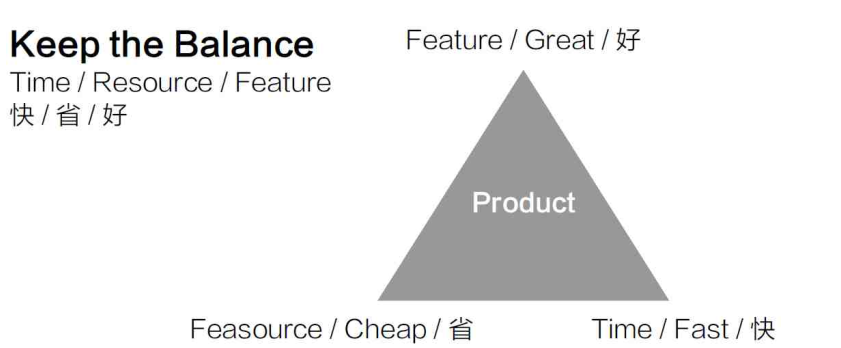 Keep the Balance
Time / Resource / Feature
快 / 省 / 好
Feature / Great / 好
Product
Feasource / Cheap / 省
Time / Fast / 快